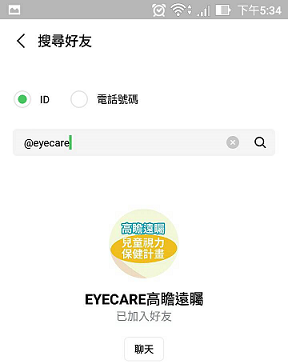 下午5:34
搜尋好友
ID
電話號碼
@eyecare
高瞻遠矚
兒童視力
保健計畫
EYECARE高瞻遠矚
已加入好友
聊天